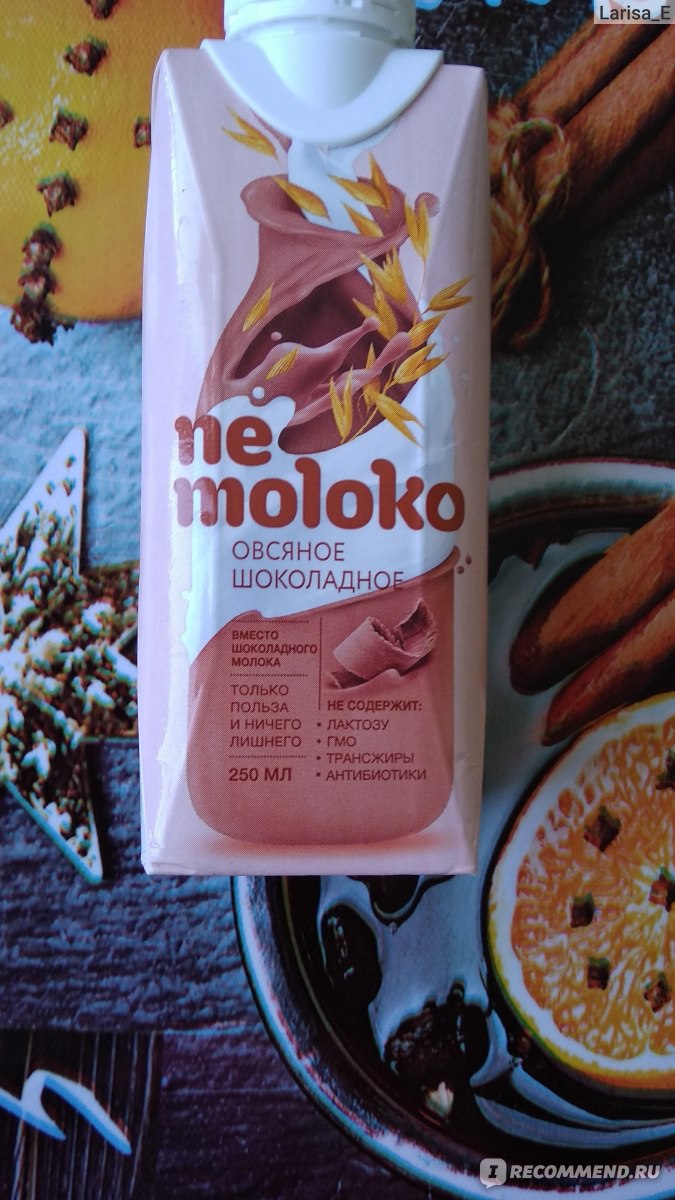 Larisa_E
ne
moloko
ОВСЯНОЕ
ШОКОЛАДНОЕ
ВМЕСТО
ШОКОЛАДНОГО
МОЛОКА
ТОЛЬКО
ПОЛЬЗА
И НИЧЕГО
ЛИШНЕГО
250 МЛ
НЕ СОДЕРЖИТ:
• ЛАКТОЗУ
• ГМО
• ТРАНСЖИРЫ
• АНТИБИОТИКИ
IRECOMMEND.RU